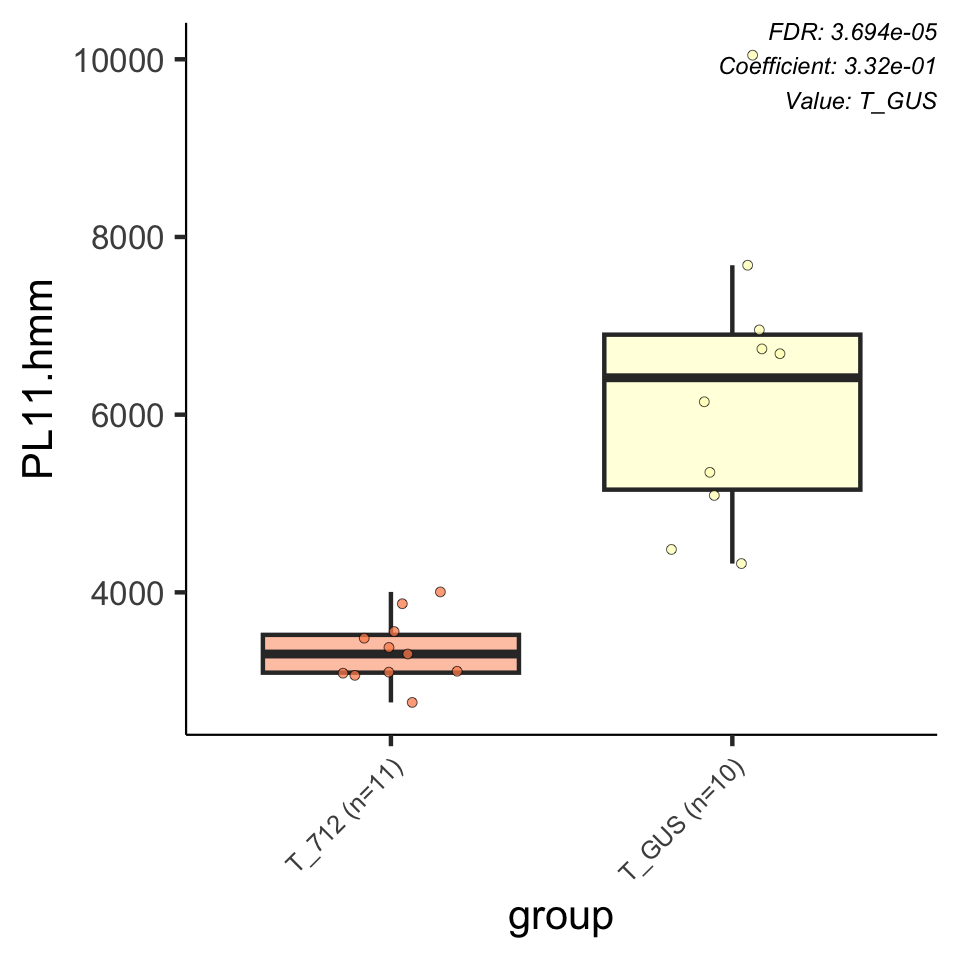 FDR: 3.694e-05
Coefficient: 3.32e-01
Value: T_GUS
10000
8000
6000
4000
PL11.hmm
T_712 (n=11)
T_GUS (n=10)
group